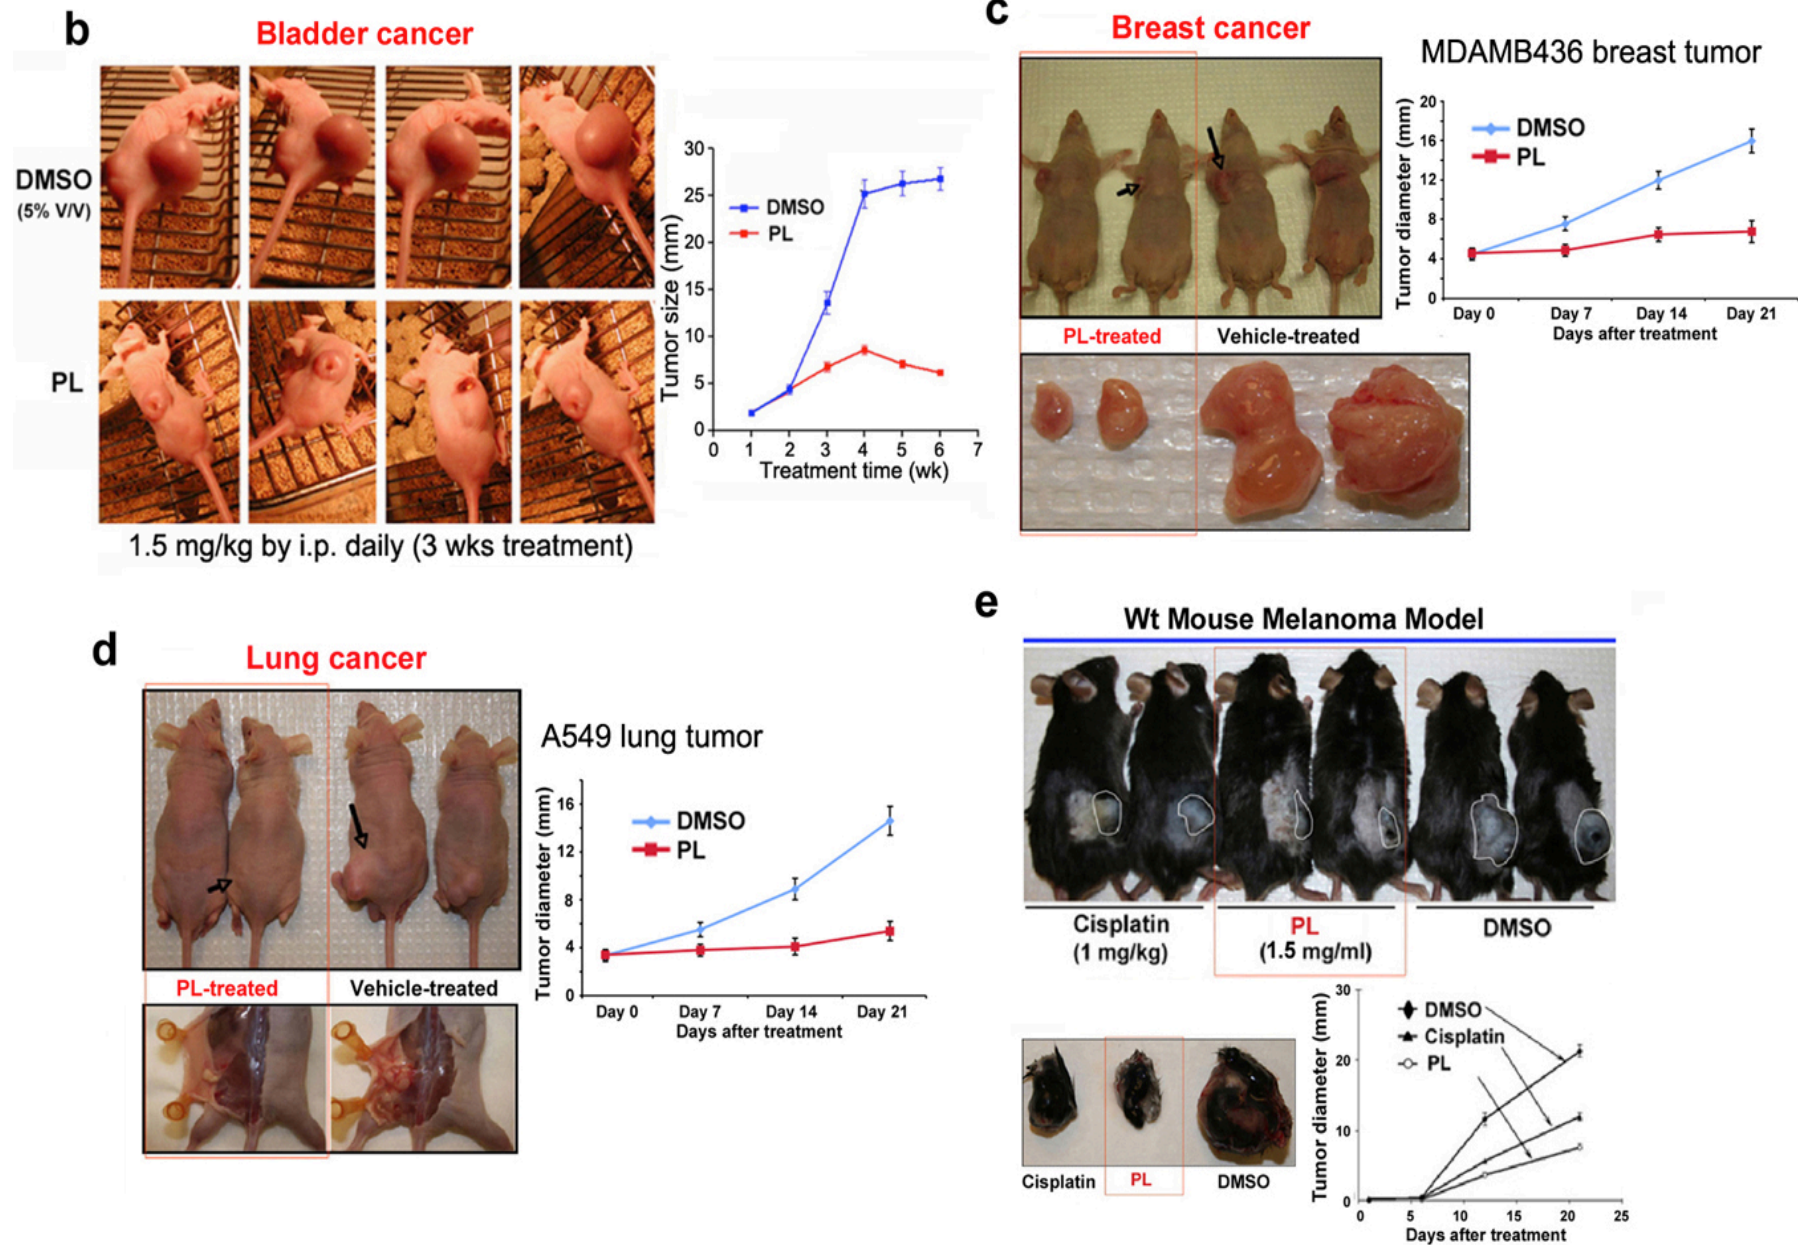 b
Bladder cancer
DMSO
(5% V/V)
PL
1.5 mg/kg by i.p. daily (3 wks treatment)
Tumor size (mm)
30
25
20
15
10
5
0
DMSO
PL
0 1 2 3 4 5 6 7
Treatment time (wk)
c
Breast cancer
PL-treated
Vehicle-treated
MDAMB436 breast tumor
Tumor diameter (mm)
20
16
12
8
4
0
DMSO
PL
Day 0 Day 7 Day 14 Day 21
Days after treatment
d
Lung cancer
PL-treated
Vehicle-treated
A549 lung tumor
Tumor diameter (mm)
16
12
8
4
0
DMSO
PL
Day 0 Day 7 Day 14 Day 21
Days after treatment
e
Wt Mouse Melanoma Model
Cisplatin
(1 mg/kg)
PL
(1.5 mg/ml)
DMSO
Cisplatin
PL
DMSO
Tumor diameter (mm)
30
20
10
0
DMSO
Cisplatin
PL
0 5 10 15 20 25
Days after treatment